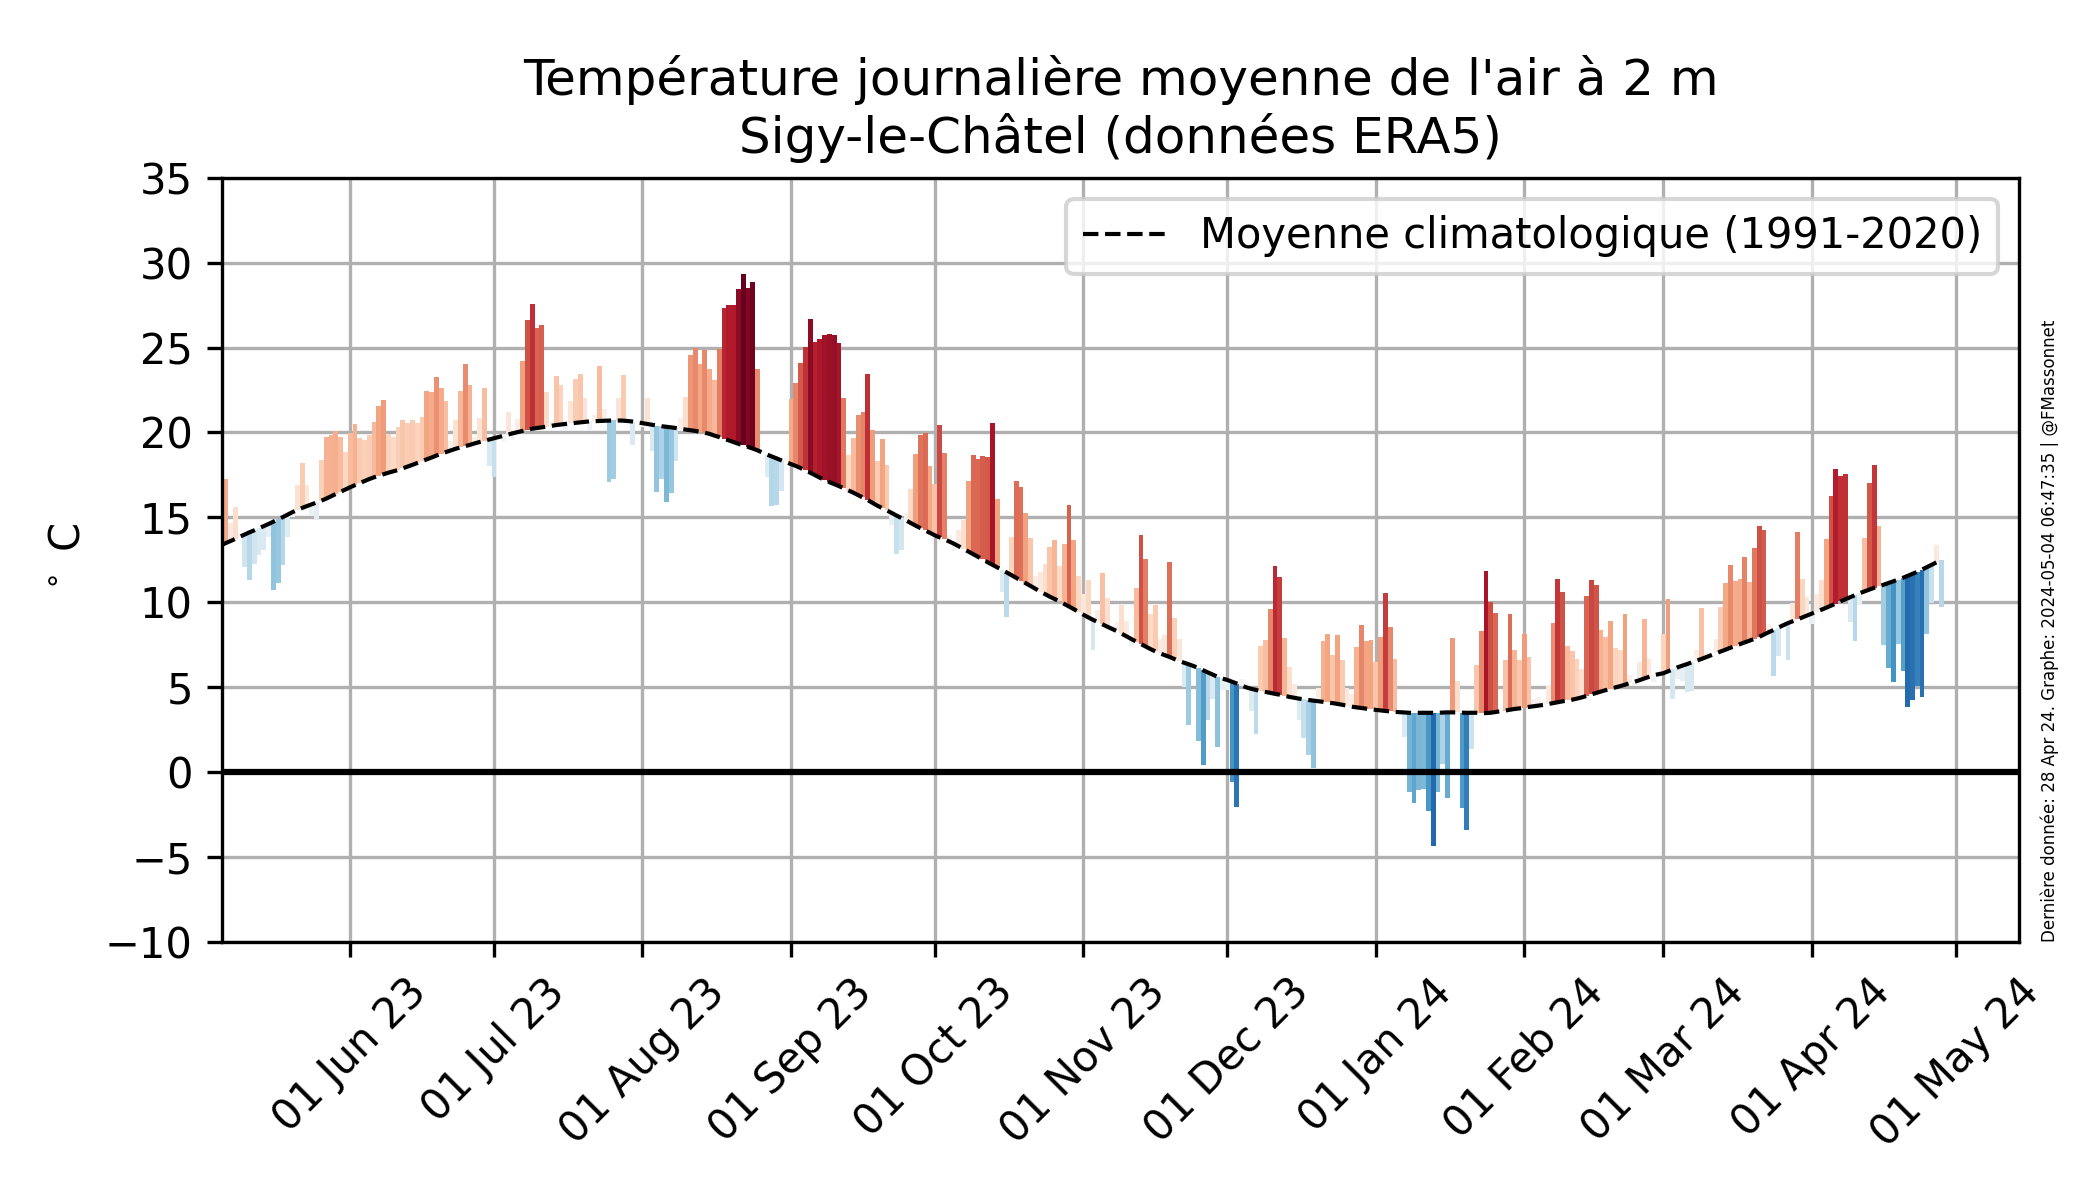 Température journalière moyenne de l'air à 2 m
Sigy-le-Châtel (données ERA5)
35
30
25
20
15
10
5
0
−5
−10
° C
Moyenne climatologique (1991-2020)
01 Jun 23
01 Jul 23
01 Aug 23
01 Sep 23
01 Oct 23
01 Nov 23
01 Dec 23
01 Jan 24
01 Feb 24
01 Mar 24
01 Apr 24
01 May 24
Dernière donnée: 28 Apr 24. Graphe: 2024-05-04 06:47:35 | @FMassonnet